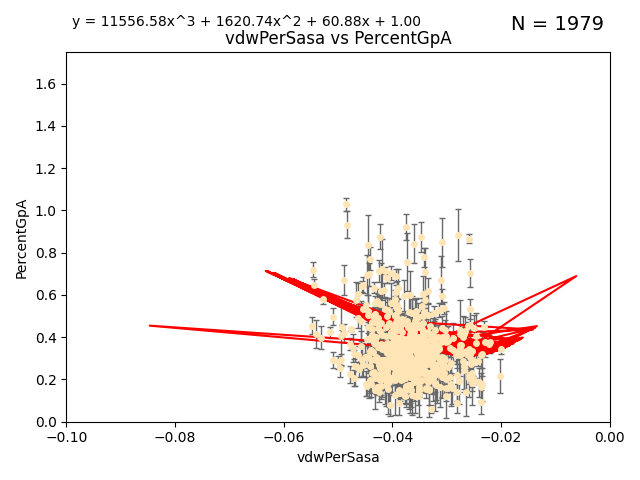 y = 11556.58x^3 + 1620.74x^2 + 60.88x + 1.00
N = 1979
vdwPerSasa vs PercentGpA
PercentGpA
1.6
1.4
1.2
1.0
0.8
0.6
0.4
0.2
0.0
−0.10 −0.08 −0.06 −0.04 −0.02 0.00
vdwPerSasa